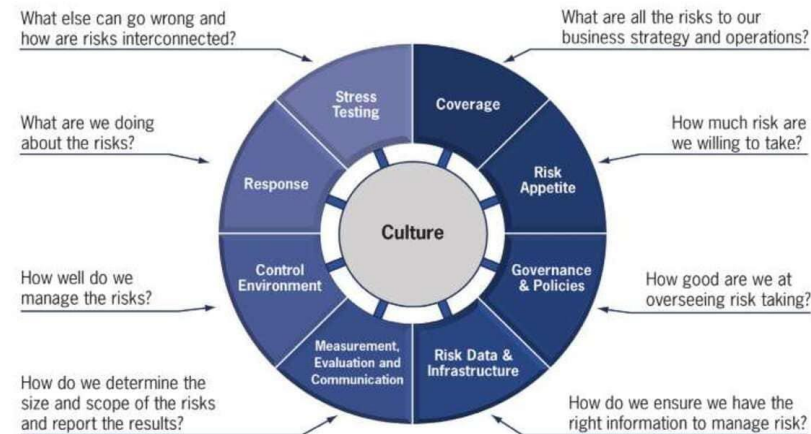 What else can go wrong and
how are risks interconnected?
What are all the risks to our
business strategy and operations?
Stress
Testing
Coverage
What are we doing
about the risks?
How much risk are
we willing to take?
Response
Risk
Appetite
Culture
Control
Environment
Governance
& Policies
How well do we
manage the risks?
How good are we at
overseeing risk taking?
Measurement,
Evaluation and
Communication
Risk Data &
Infrastructure
How do we determine the
size and scope of the risks
and report the results?
How do we ensure we have the
right information to manage risk?